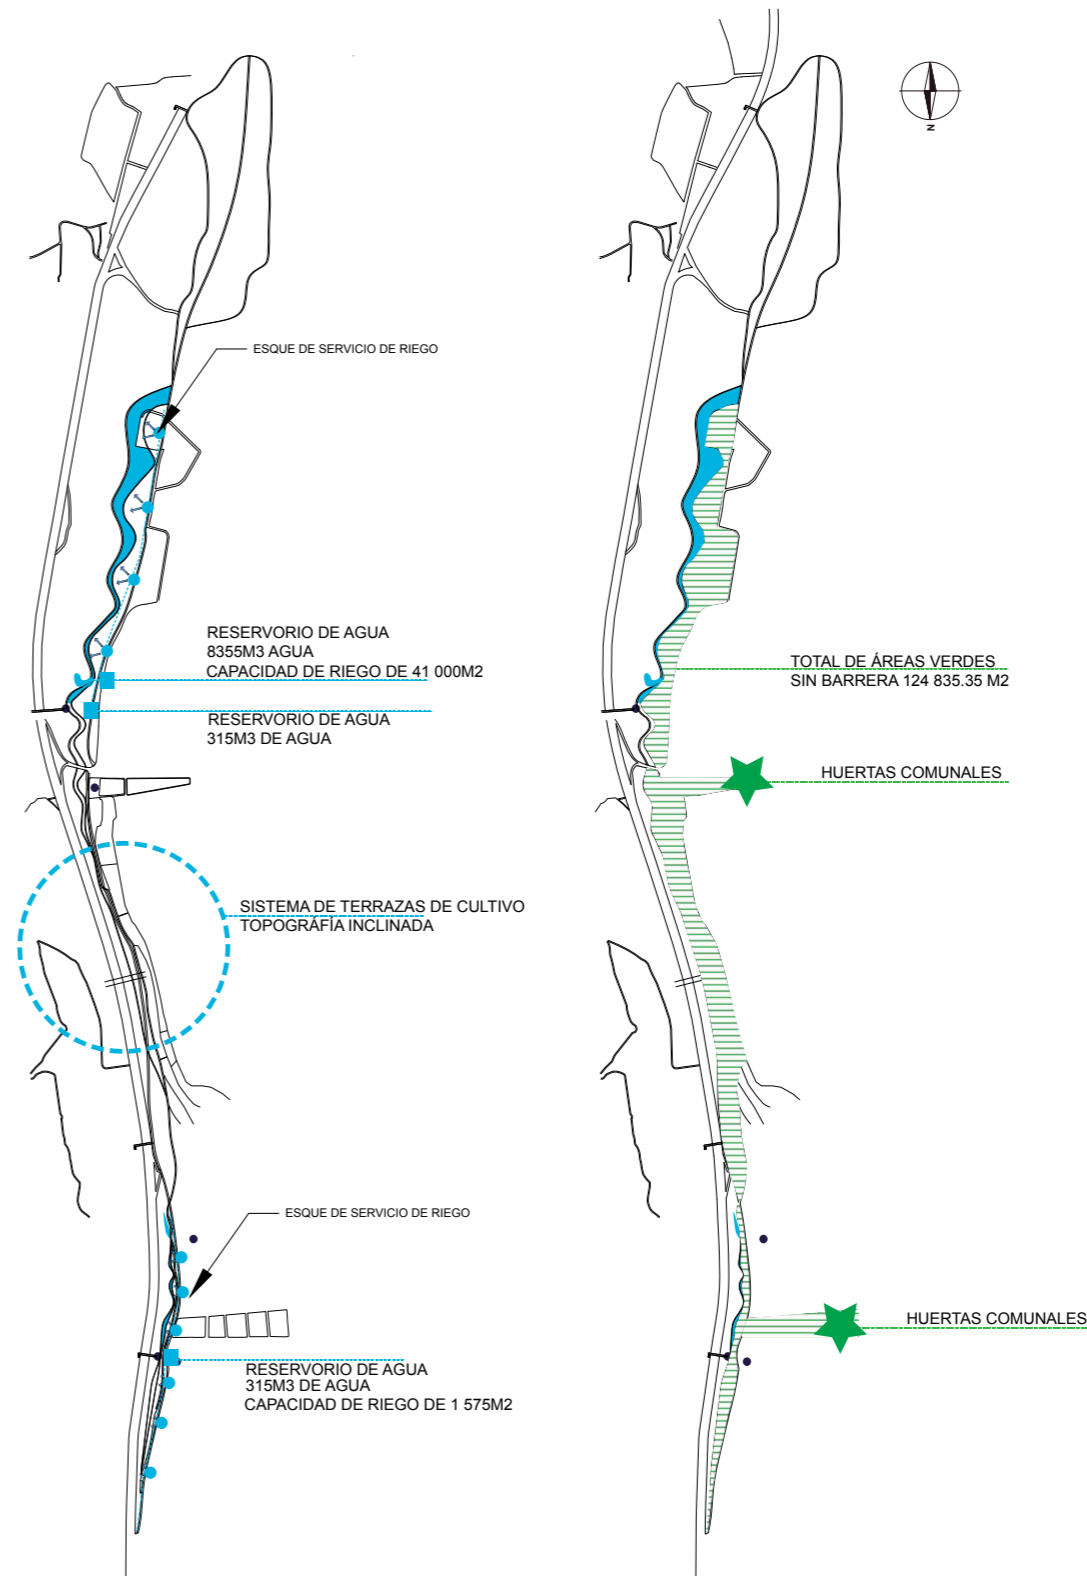 N
ESQUE DE SERVICIO DE RIEGO
RESERVORIO DE AGUA
8355M3 AGUA
CAPACIDAD DE RIEGO DE 41 000M2
RESERVORIO DE AGUA
315M3 DE AGUA
SISTEMA DE TERRAZAS DE CULTIVO
TOPOGRÁFÍA INCLINADA
ESQUE DE SERVICIO DE RIEGO
RESERVORIO DE AGUA
315M3 DE AGUA
CAPACIDAD DE RIEGO DE 1 575M2
TOTAL DE ÁREAS VERDES
SIN BARRERA 124 835.35 M2
HUERTAS COMUNALES
HUERTAS COMUNALES